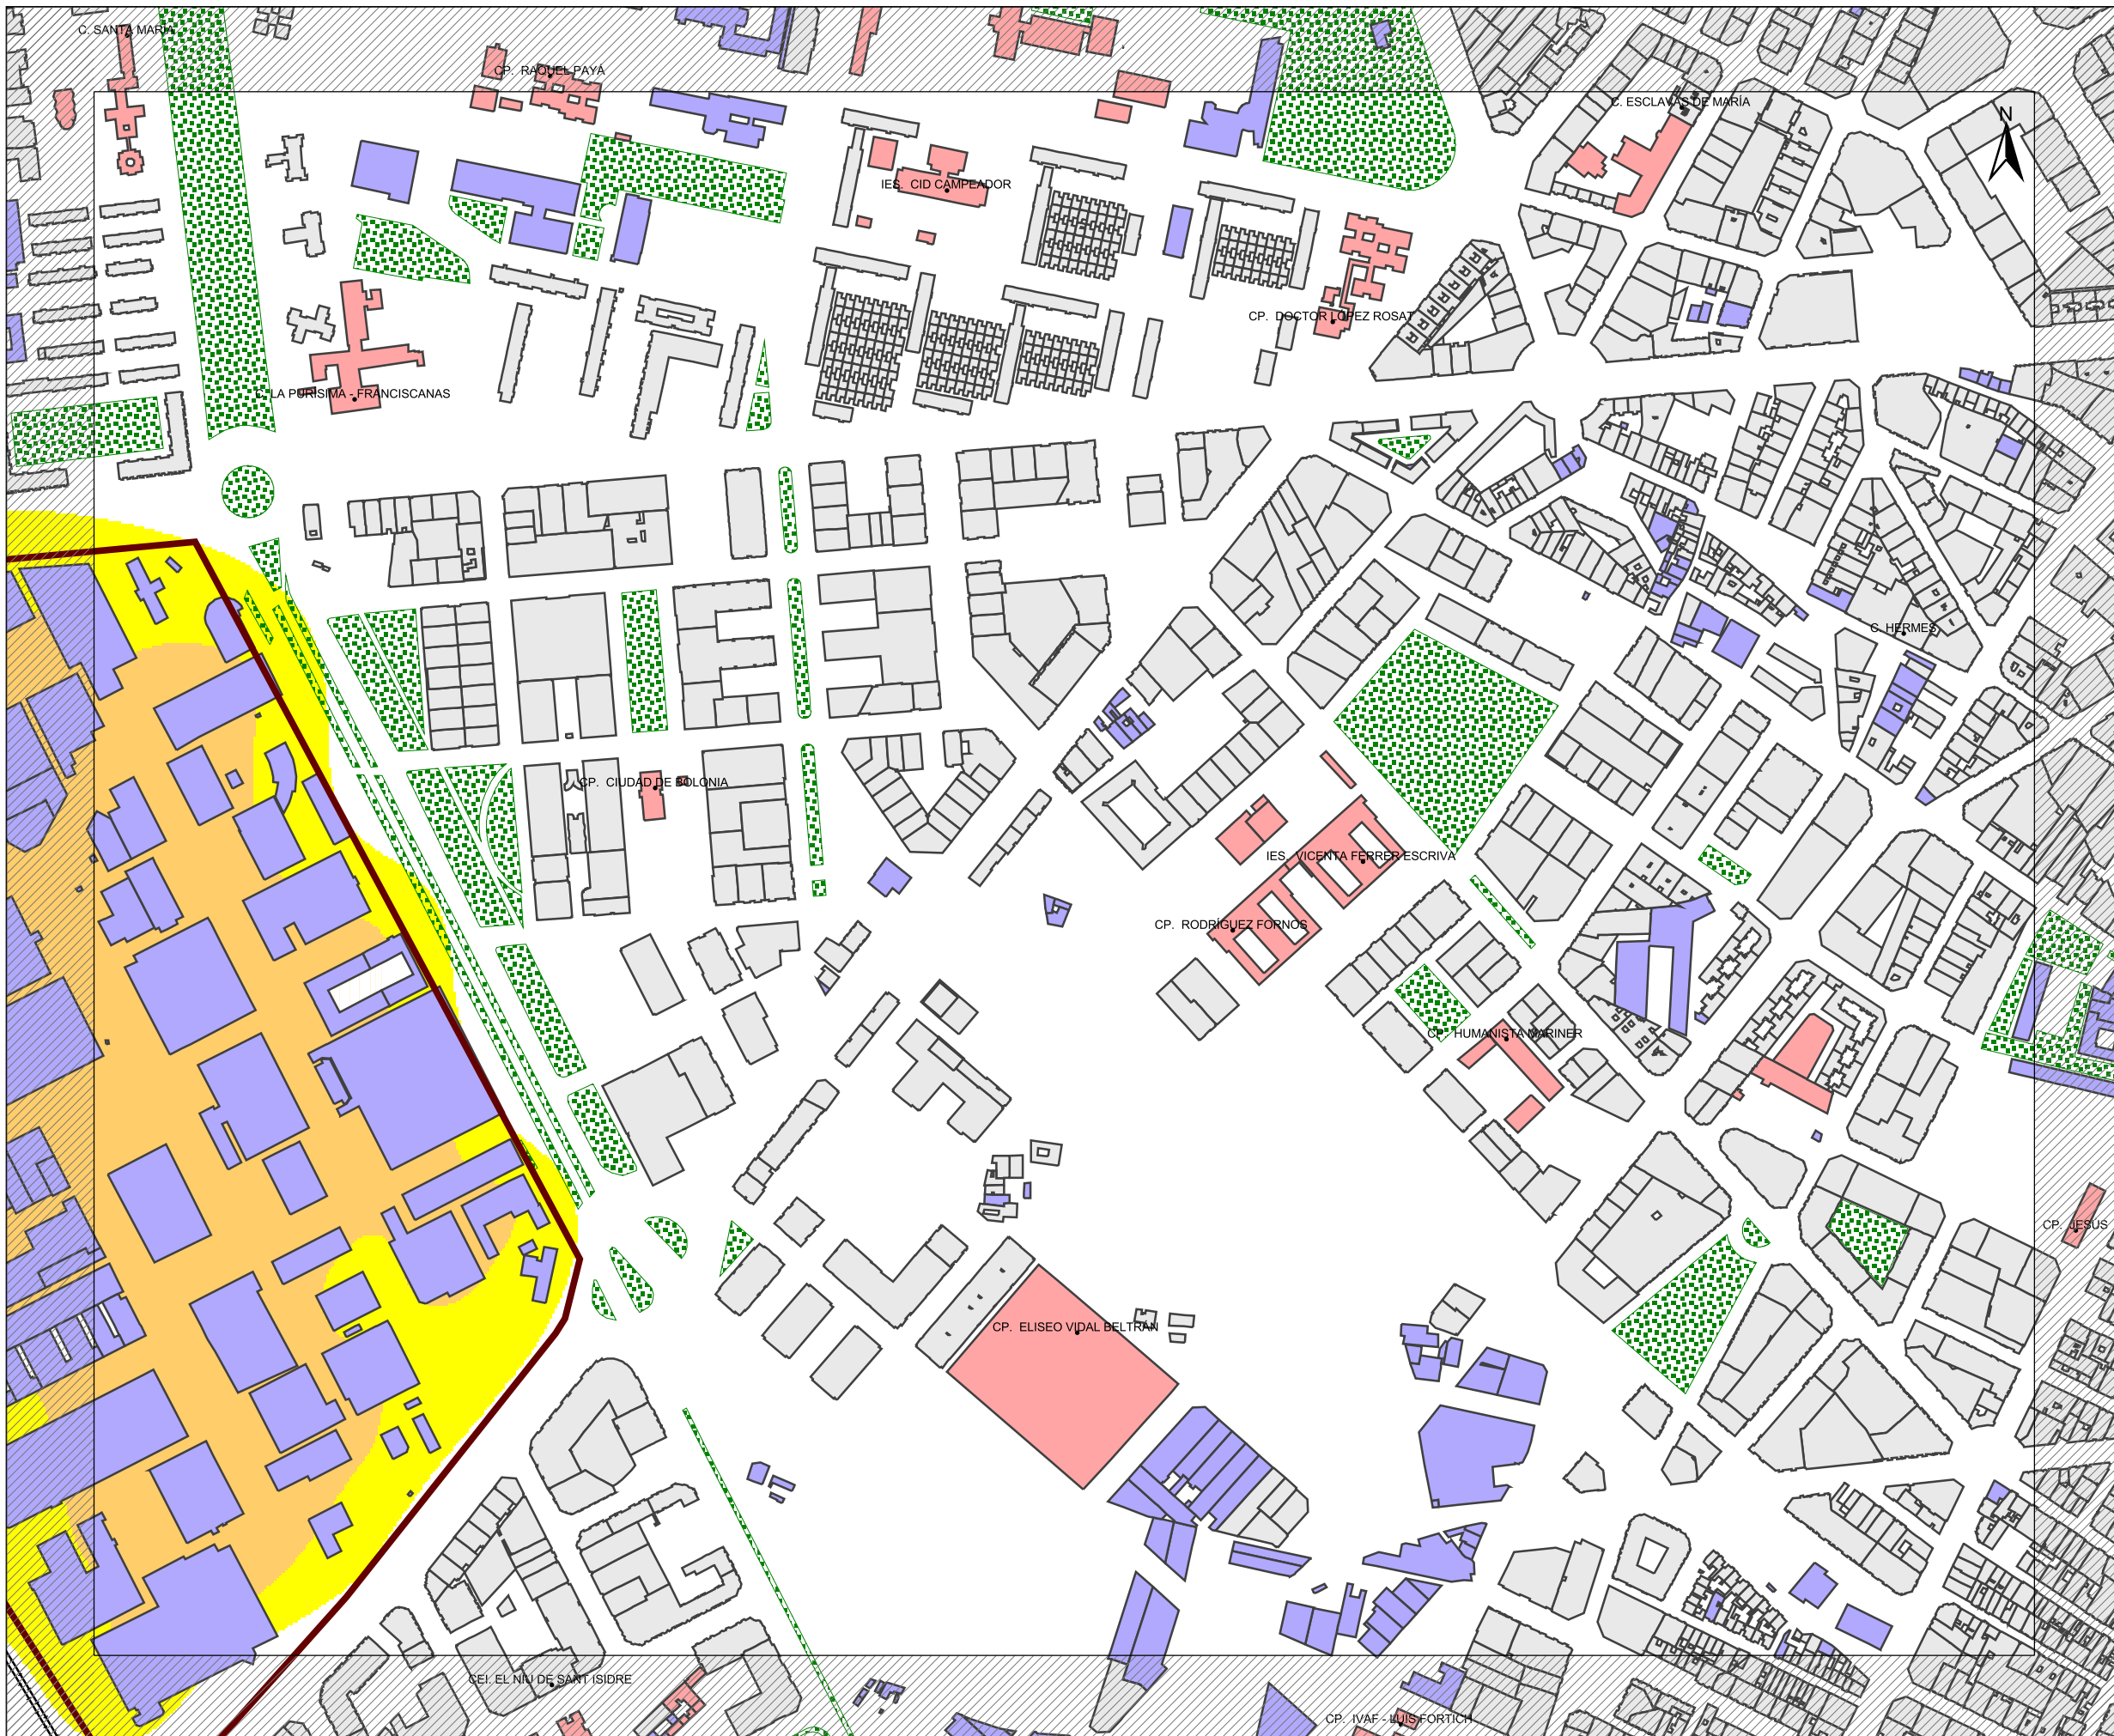 C. SANTA MARÍA
CP.  RAQUEL PAYÁ
C. ESCLAVAS DE MARÍA
N
IES.  CID CAMPEADOR
CP.  DOCTOR LÓPEZ ROSAT
C. LA PURÍSIMA - FRANCISCANAS
C. HERMES
CP.  CIUDAD DE BOLONIA
IES.  VICENTA FERRER ESCRIVÁ
CP.  RODRÍGUEZ FORNOS
CP.  HUMANISTA MARINER
CP.  JESÚS
CP.  ELISEO VIDAL BELTRÁN
CEI. EL NIU DE SANT ISIDRE
CP.  IVAF - LUIS FORTICH